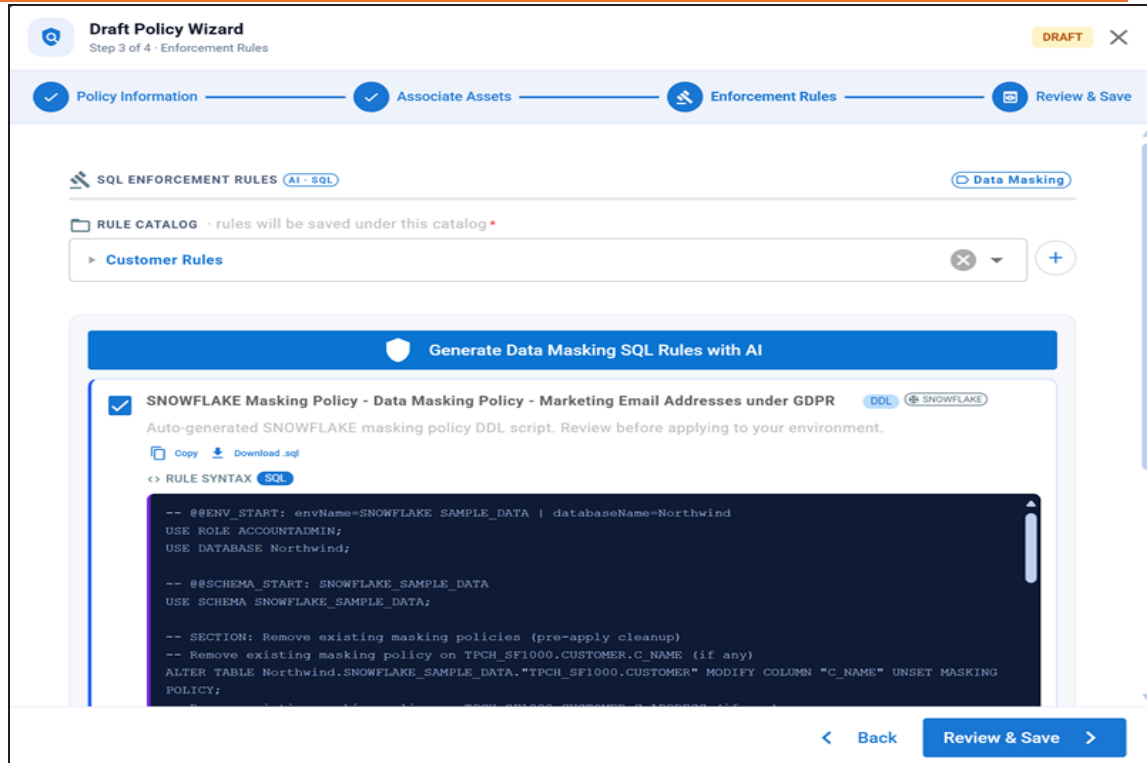 Draft Policy Wizard
Step 3 of 4 · Enforcement Rules
DRAFT
Policy Information
Associate Assets
Enforcement Rules
Review & Save
SQL ENFORCEMENT RULES AI · SQL
Data Masking
RULE CATALOG · rules will be saved under this catalog*
Customer Rules
Generate Data Masking SQL Rules with AI
SNOWFLAKE Masking Policy - Data Masking Policy - Marketing Email Addresses under GDPR DDL SNOWFLAKE
Auto-generated SNOWFLAKE masking policy DDL script. Review before applying to your environment.
Copy Download .sql
<> RULE SYNTAX SQL
-- @@ENV_START: envName=SNOWFLAKE SAMPLE_DATA | databaseName=Northwind
USE ROLE ACCOUNTADMIN;
USE DATABASE Northwind;
-- @@SCHEMA_START: SNOWFLAKE_SAMPLE_DATA
USE SCHEMA SNOWFLAKE_SAMPLE_DATA;
-- SECTION: Remove existing masking policies (pre-apply cleanup)
-- Remove existing masking policy on TPCH_SF1000.CUSTOMER.C_NAME (if any)
ALTER TABLE Northwind.SNOWFLAKE_SAMPLE_DATA."TPCH_SF1000.CUSTOMER" MODIFY COLUMN "C_NAME" UNSET MASKING
POLICY;
Back
Review & Save